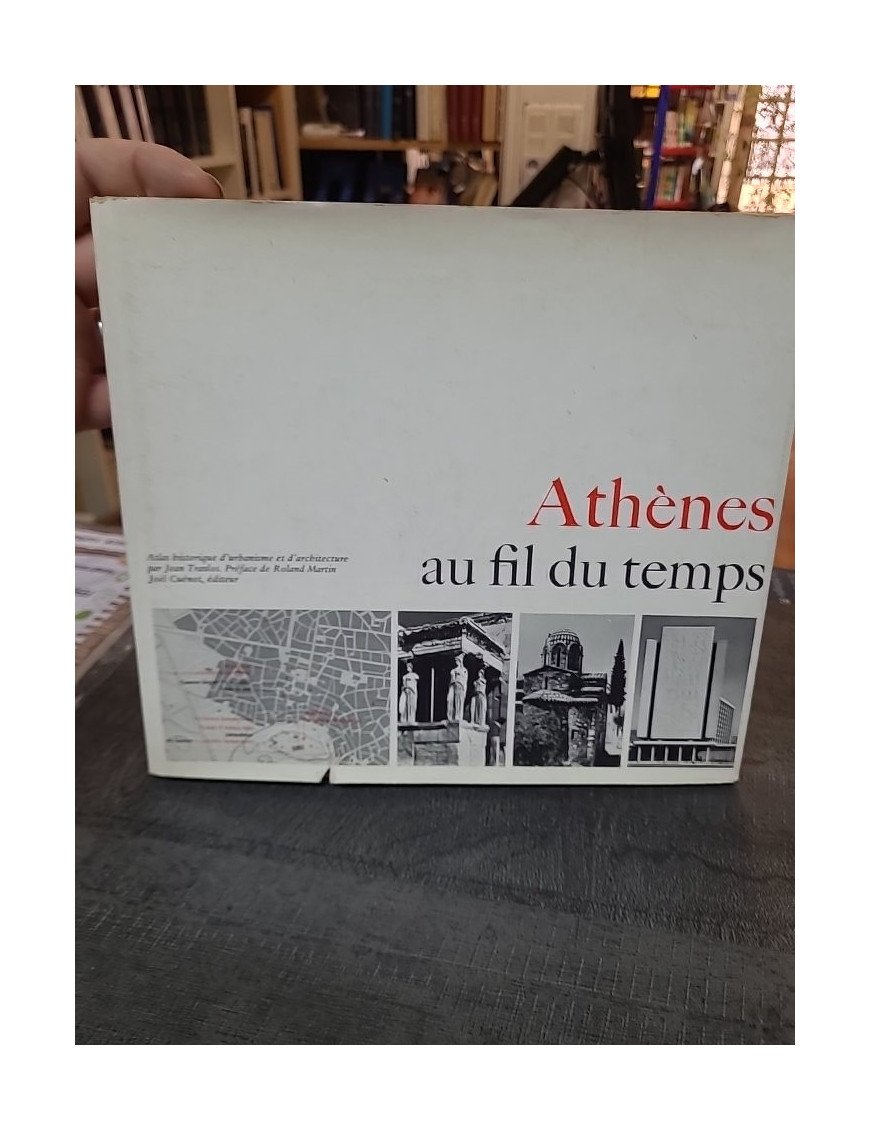 Athènes
au fil du temps
Atlas historique d'urbanisme et d'architecture
par Jean Travlos. Préface de Roland Martin
Joël Cuénot, éditeur